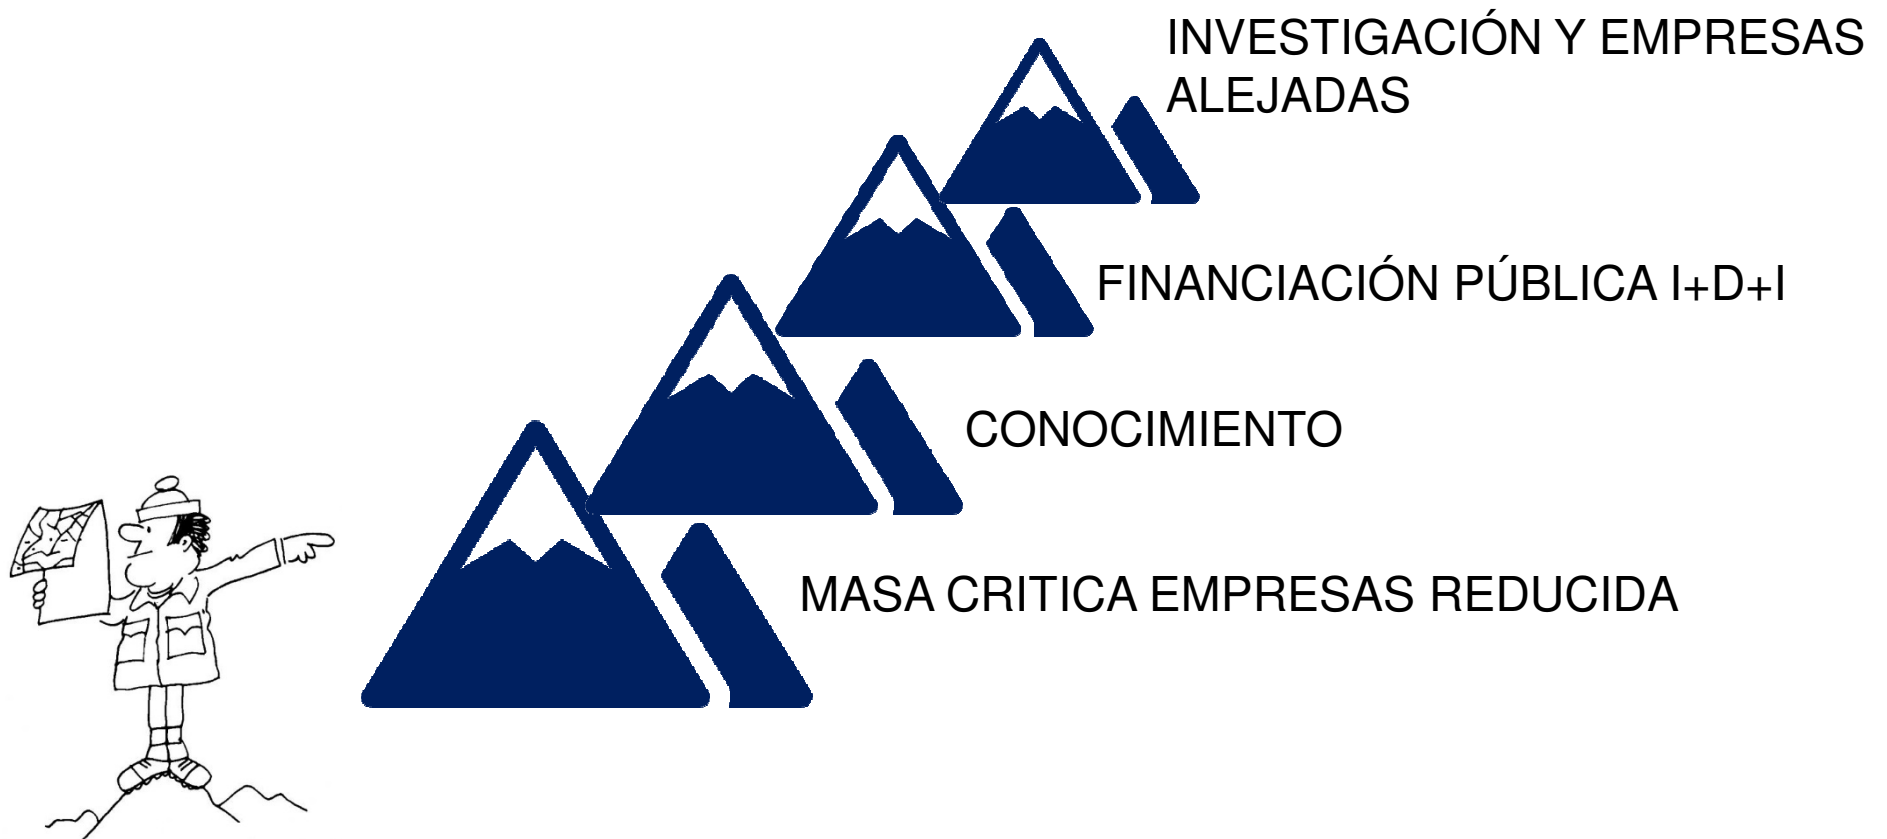 INVESTIGACIÓN Y EMPRESAS
ALEJADAS
FINANCIACIÓN PÚBLICA I+D+I
CONOCIMIENTO
MASA CRITICA EMPRESAS REDUCIDA